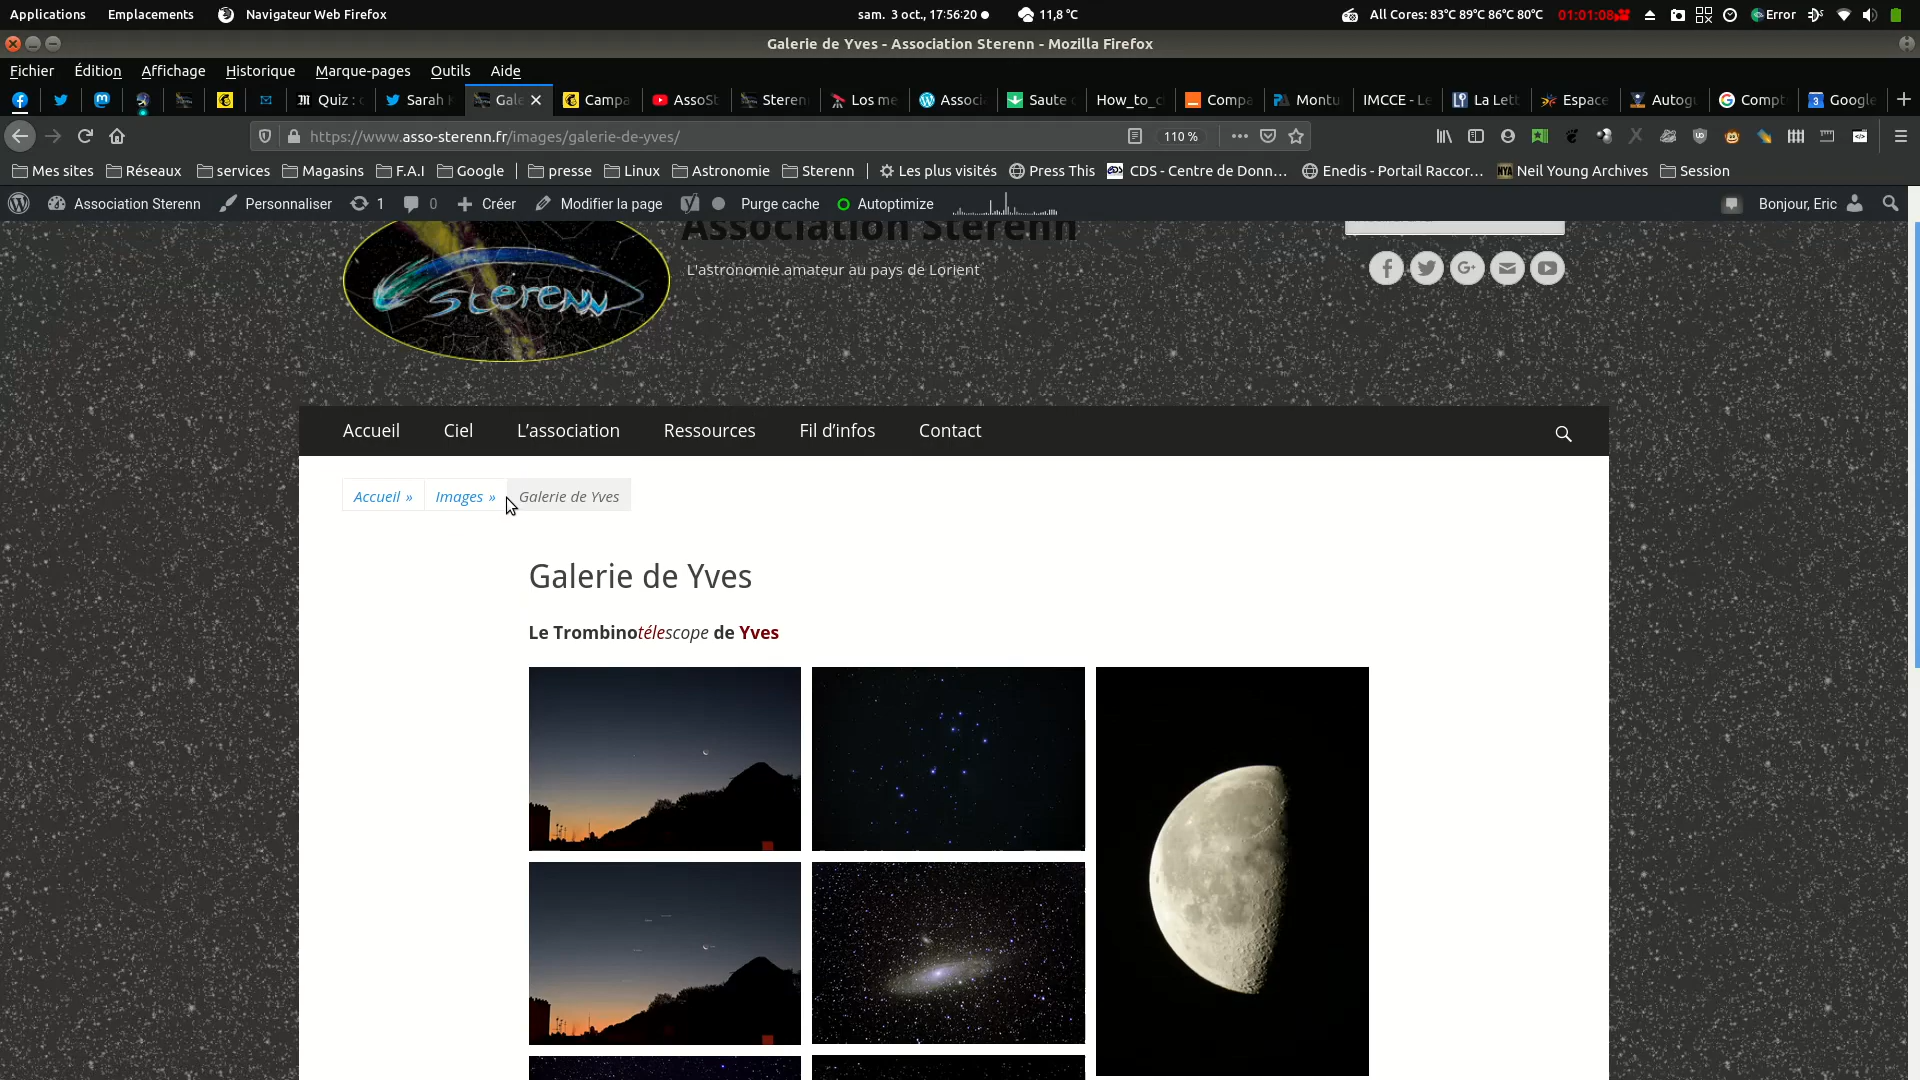 Applications Emplacements Navigateur Web Firefox sam. 3 oct., 17:56:20 11,8 °C All Cores: 83°C 89°C 86°C 80°C 01:01:08 Error
Galerie de Yves - Association Sterenn - Mozilla Firefox
Fichier Édition Affichage Historique Marque-pages Outils Aide
Quiz : Sarah Gale Campa AssoSt Steren Los me Associ Saute How_to_c Compa Montu IMCCE - Le La Lett Espace Autogu Compt Google
https://www.asso-sterenn.fr/images/galerie-de-yves/ 110 %
Mes sites Réseaux services Magasins F.A.I Google presse Linux Astronomie Sterenn Les plus visités Press This CDS - Centre de Donn… Enedis - Portail Raccor… NYA Neil Young Archives Session
Association Sterenn Personnaliser 1 0 Créer Modifier la page Purge cache Autoptimize Bonjour, Eric
Association Sterenn
L'astronomie amateur au pays de Lorient
sterenn
Accueil Ciel L'association Ressources Fil d'infos Contact
Accueil » Images » Galerie de Yves
Galerie de Yves
Le Trombinotélescope de Yves